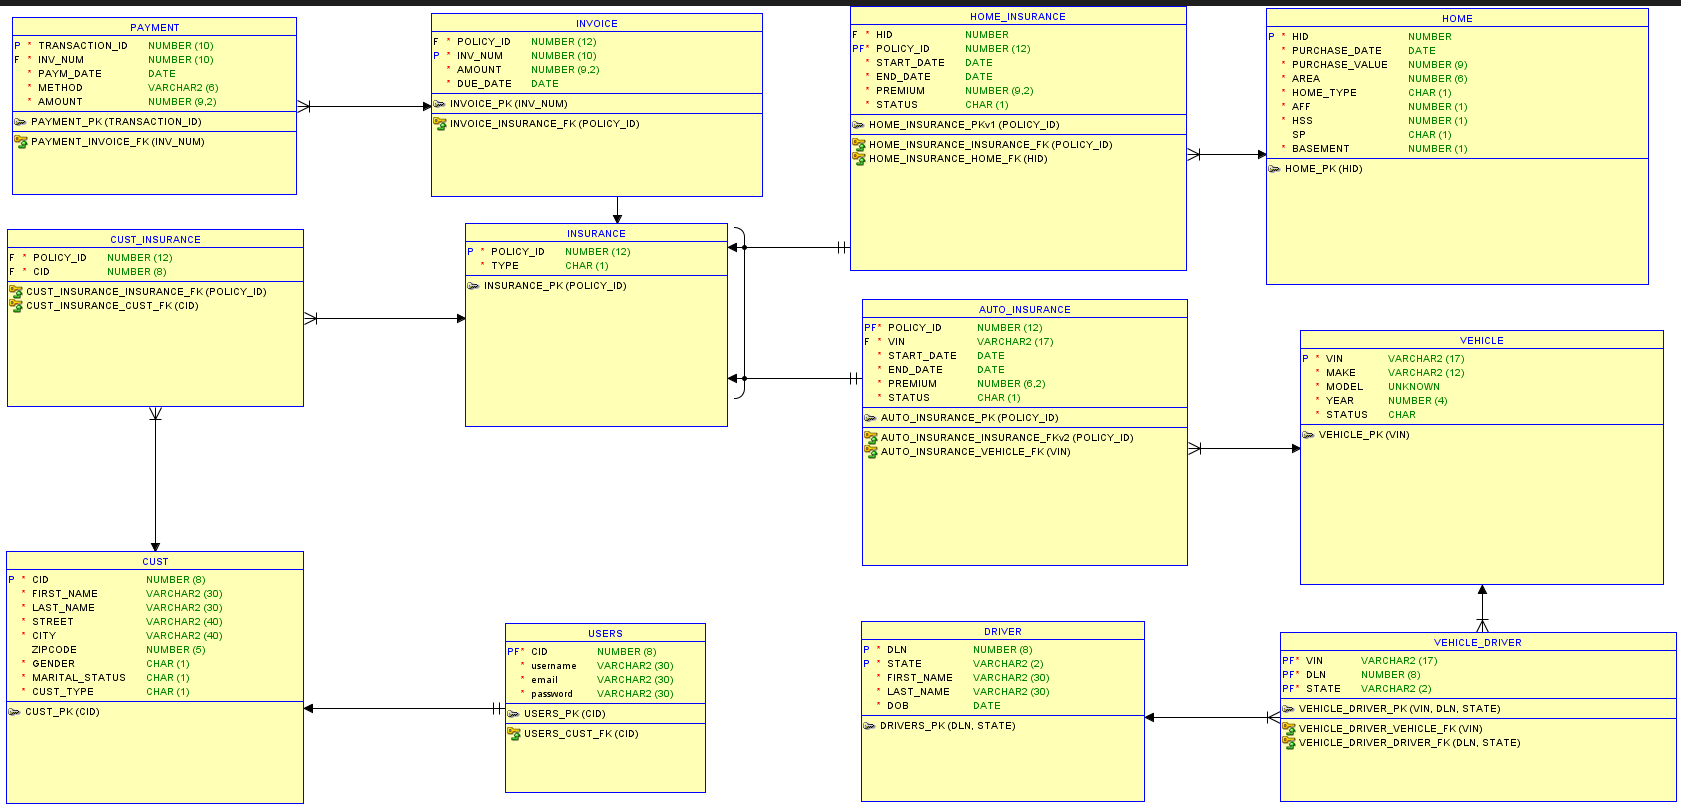 PAYMENT
P * TRANSACTION_ID NUMBER (10)
F * INV_NUM NUMBER (10)
* PAYM_DATE DATE
* METHOD VARCHAR2 (6)
* AMOUNT NUMBER (9,2)
PAYMENT_PK (TRANSACTION_ID)
PAYMENT_INVOICE_FK (INV_NUM)
INVOICE
F * POLICY_ID NUMBER (12)
P * INV_NUM NUMBER (10)
* AMOUNT NUMBER (9,2)
* DUE_DATE DATE
INVOICE_PK (INV_NUM)
INVOICE_INSURANCE_FK (POLICY_ID)
HOME_INSURANCE
F * HID NUMBER
PF* POLICY_ID NUMBER (12)
* START_DATE DATE
* END_DATE DATE
* PREMIUM NUMBER (9,2)
* STATUS CHAR (1)
HOME_INSURANCE_PKv1 (POLICY_ID)
HOME_INSURANCE_INSURANCE_FK (POLICY_ID)
HOME_INSURANCE_HOME_FK (HID)
HOME
P * HID NUMBER
* PURCHASE_DATE DATE
* PURCHASE_VALUE NUMBER (9)
* AREA NUMBER (6)
* HOME_TYPE CHAR (1)
* AFF NUMBER (1)
* HSS NUMBER (1)
SP CHAR (1)
* BASEMENT NUMBER (1)
HOME_PK (HID)
CUST_INSURANCE
F * POLICY_ID NUMBER (12)
F * CID NUMBER (8)
CUST_INSURANCE_INSURANCE_FK (POLICY_ID)
CUST_INSURANCE_CUST_FK (CID)
INSURANCE
P * POLICY_ID NUMBER (12)
* TYPE CHAR (1)
INSURANCE_PK (POLICY_ID)
AUTO_INSURANCE
PF* POLICY_ID NUMBER (12)
F * VIN VARCHAR2 (17)
* START_DATE DATE
* END_DATE DATE
* PREMIUM NUMBER (6,2)
* STATUS CHAR (1)
AUTO_INSURANCE_PK (POLICY_ID)
AUTO_INSURANCE_INSURANCE_FKv2 (POLICY_ID)
AUTO_INSURANCE_VEHICLE_FK (VIN)
VEHICLE
P * VIN VARCHAR2 (17)
* MAKE VARCHAR2 (12)
* MODEL UNKNOWN
* YEAR NUMBER (4)
* STATUS CHAR
VEHICLE_PK (VIN)
CUST
P * CID NUMBER (8)
* FIRST_NAME VARCHAR2 (30)
* LAST_NAME VARCHAR2 (30)
* STREET VARCHAR2 (40)
* CITY VARCHAR2 (40)
ZIPCODE NUMBER (5)
* GENDER CHAR (1)
* MARITAL_STATUS CHAR (1)
* CUST_TYPE CHAR (1)
CUST_PK (CID)
USERS
PF* CID NUMBER (8)
* username VARCHAR2 (30)
* email VARCHAR2 (30)
* password VARCHAR2 (30)
USERS_PK (CID)
USERS_CUST_FK (CID)
DRIVER
P * DLN NUMBER (8)
P * STATE VARCHAR2 (2)
* FIRST_NAME VARCHAR2 (30)
* LAST_NAME VARCHAR2 (30)
* DOB DATE
DRIVERS_PK (DLN, STATE)
VEHICLE_DRIVER
PF* VIN VARCHAR2 (17)
PF* DLN NUMBER (8)
PF* STATE VARCHAR2 (2)
VEHICLE_DRIVER_PK (VIN, DLN, STATE)
VEHICLE_DRIVER_VEHICLE_FK (VIN)
VEHICLE_DRIVER_DRIVER_FK (DLN, STATE)